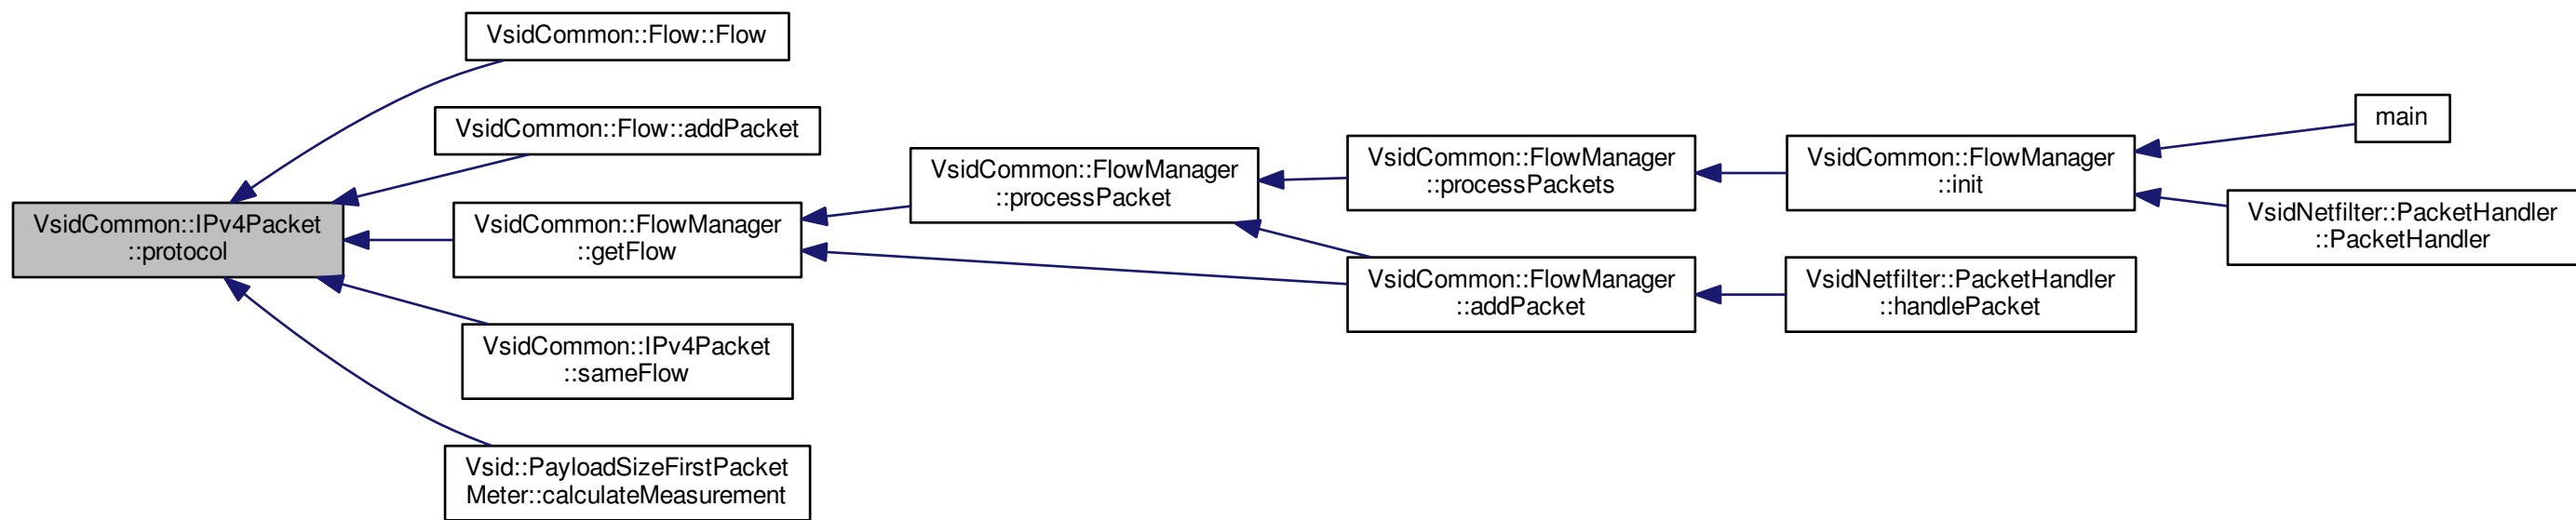 VsidCommon::Flow::Flow
VsidCommon::Flow::addPacket
VsidCommon::IPv4Packet
::protocol
VsidCommon::FlowManager
::getFlow
VsidCommon::IPv4Packet
::sameFlow
Vsid::PayloadSizeFirstPacket
Meter::calculateMeasurement
VsidCommon::FlowManager
::processPacket
VsidCommon::FlowManager
::processPackets
VsidCommon::FlowManager
::addPacket
VsidCommon::FlowManager
::init
VsidNetfilter::PacketHandler
::handlePacket
main
VsidNetfilter::PacketHandler
::PacketHandler